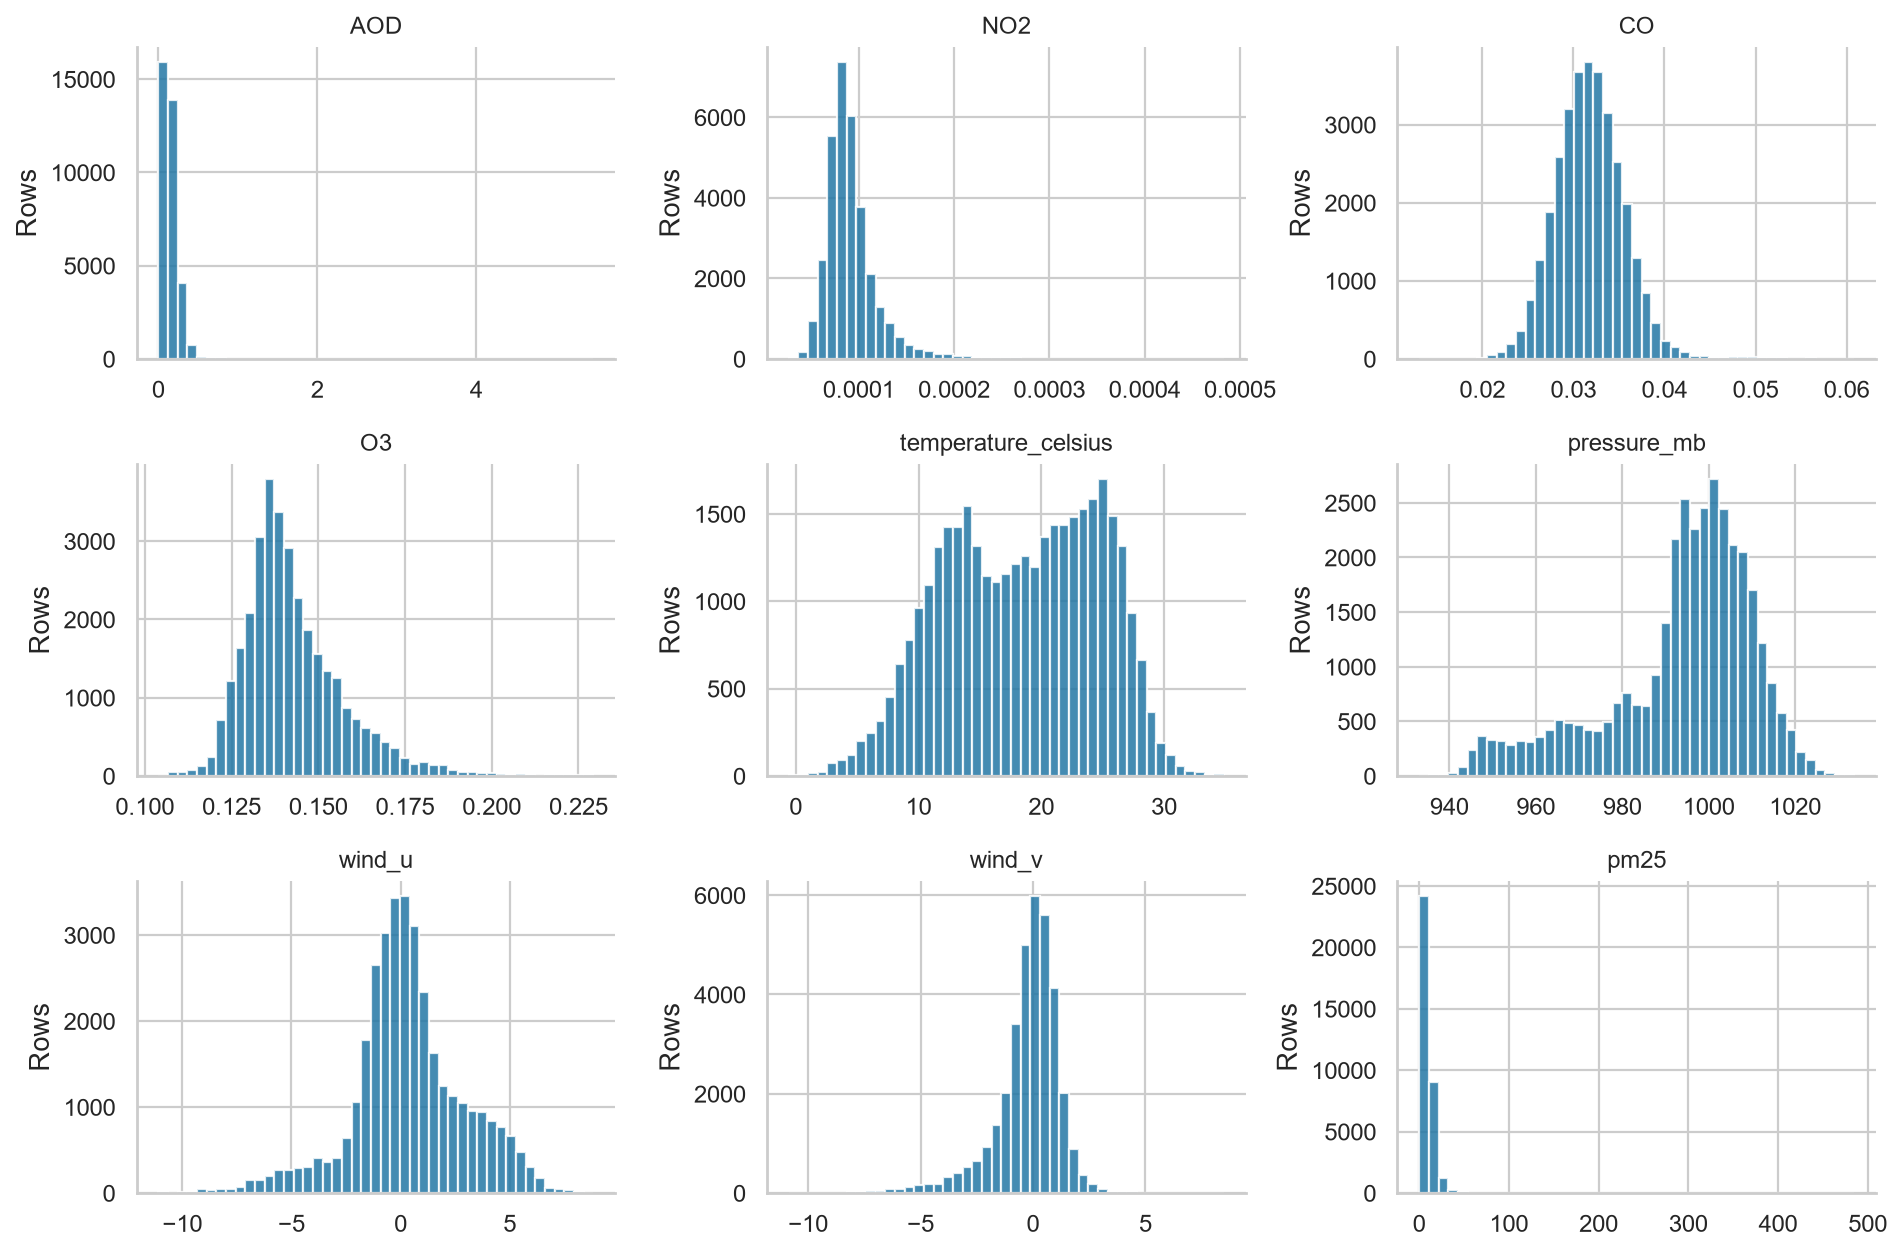 AOD
NO2
CO
Rows
15000
10000
5000
0
0 2 4
Rows
6000
4000
2000
0
0.0001 0.0002 0.0003 0.0004 0.0005
Rows
3000
2000
1000
0
0.02 0.03 0.04 0.05 0.06
O3
temperature_celsius
pressure_mb
Rows
3000
2000
1000
0
0.100 0.125 0.150 0.175 0.200 0.225
Rows
1500
1000
500
0
0 10 20 30
Rows
2500
2000
1500
1000
500
0
940 960 980 1000 1020
wind_u
wind_v
pm25
Rows
3000
2000
1000
0
−10 −5 0 5
Rows
6000
4000
2000
0
−10 −5 0 5
Rows
25000
20000
15000
10000
5000
0
0 100 200 300 400 500